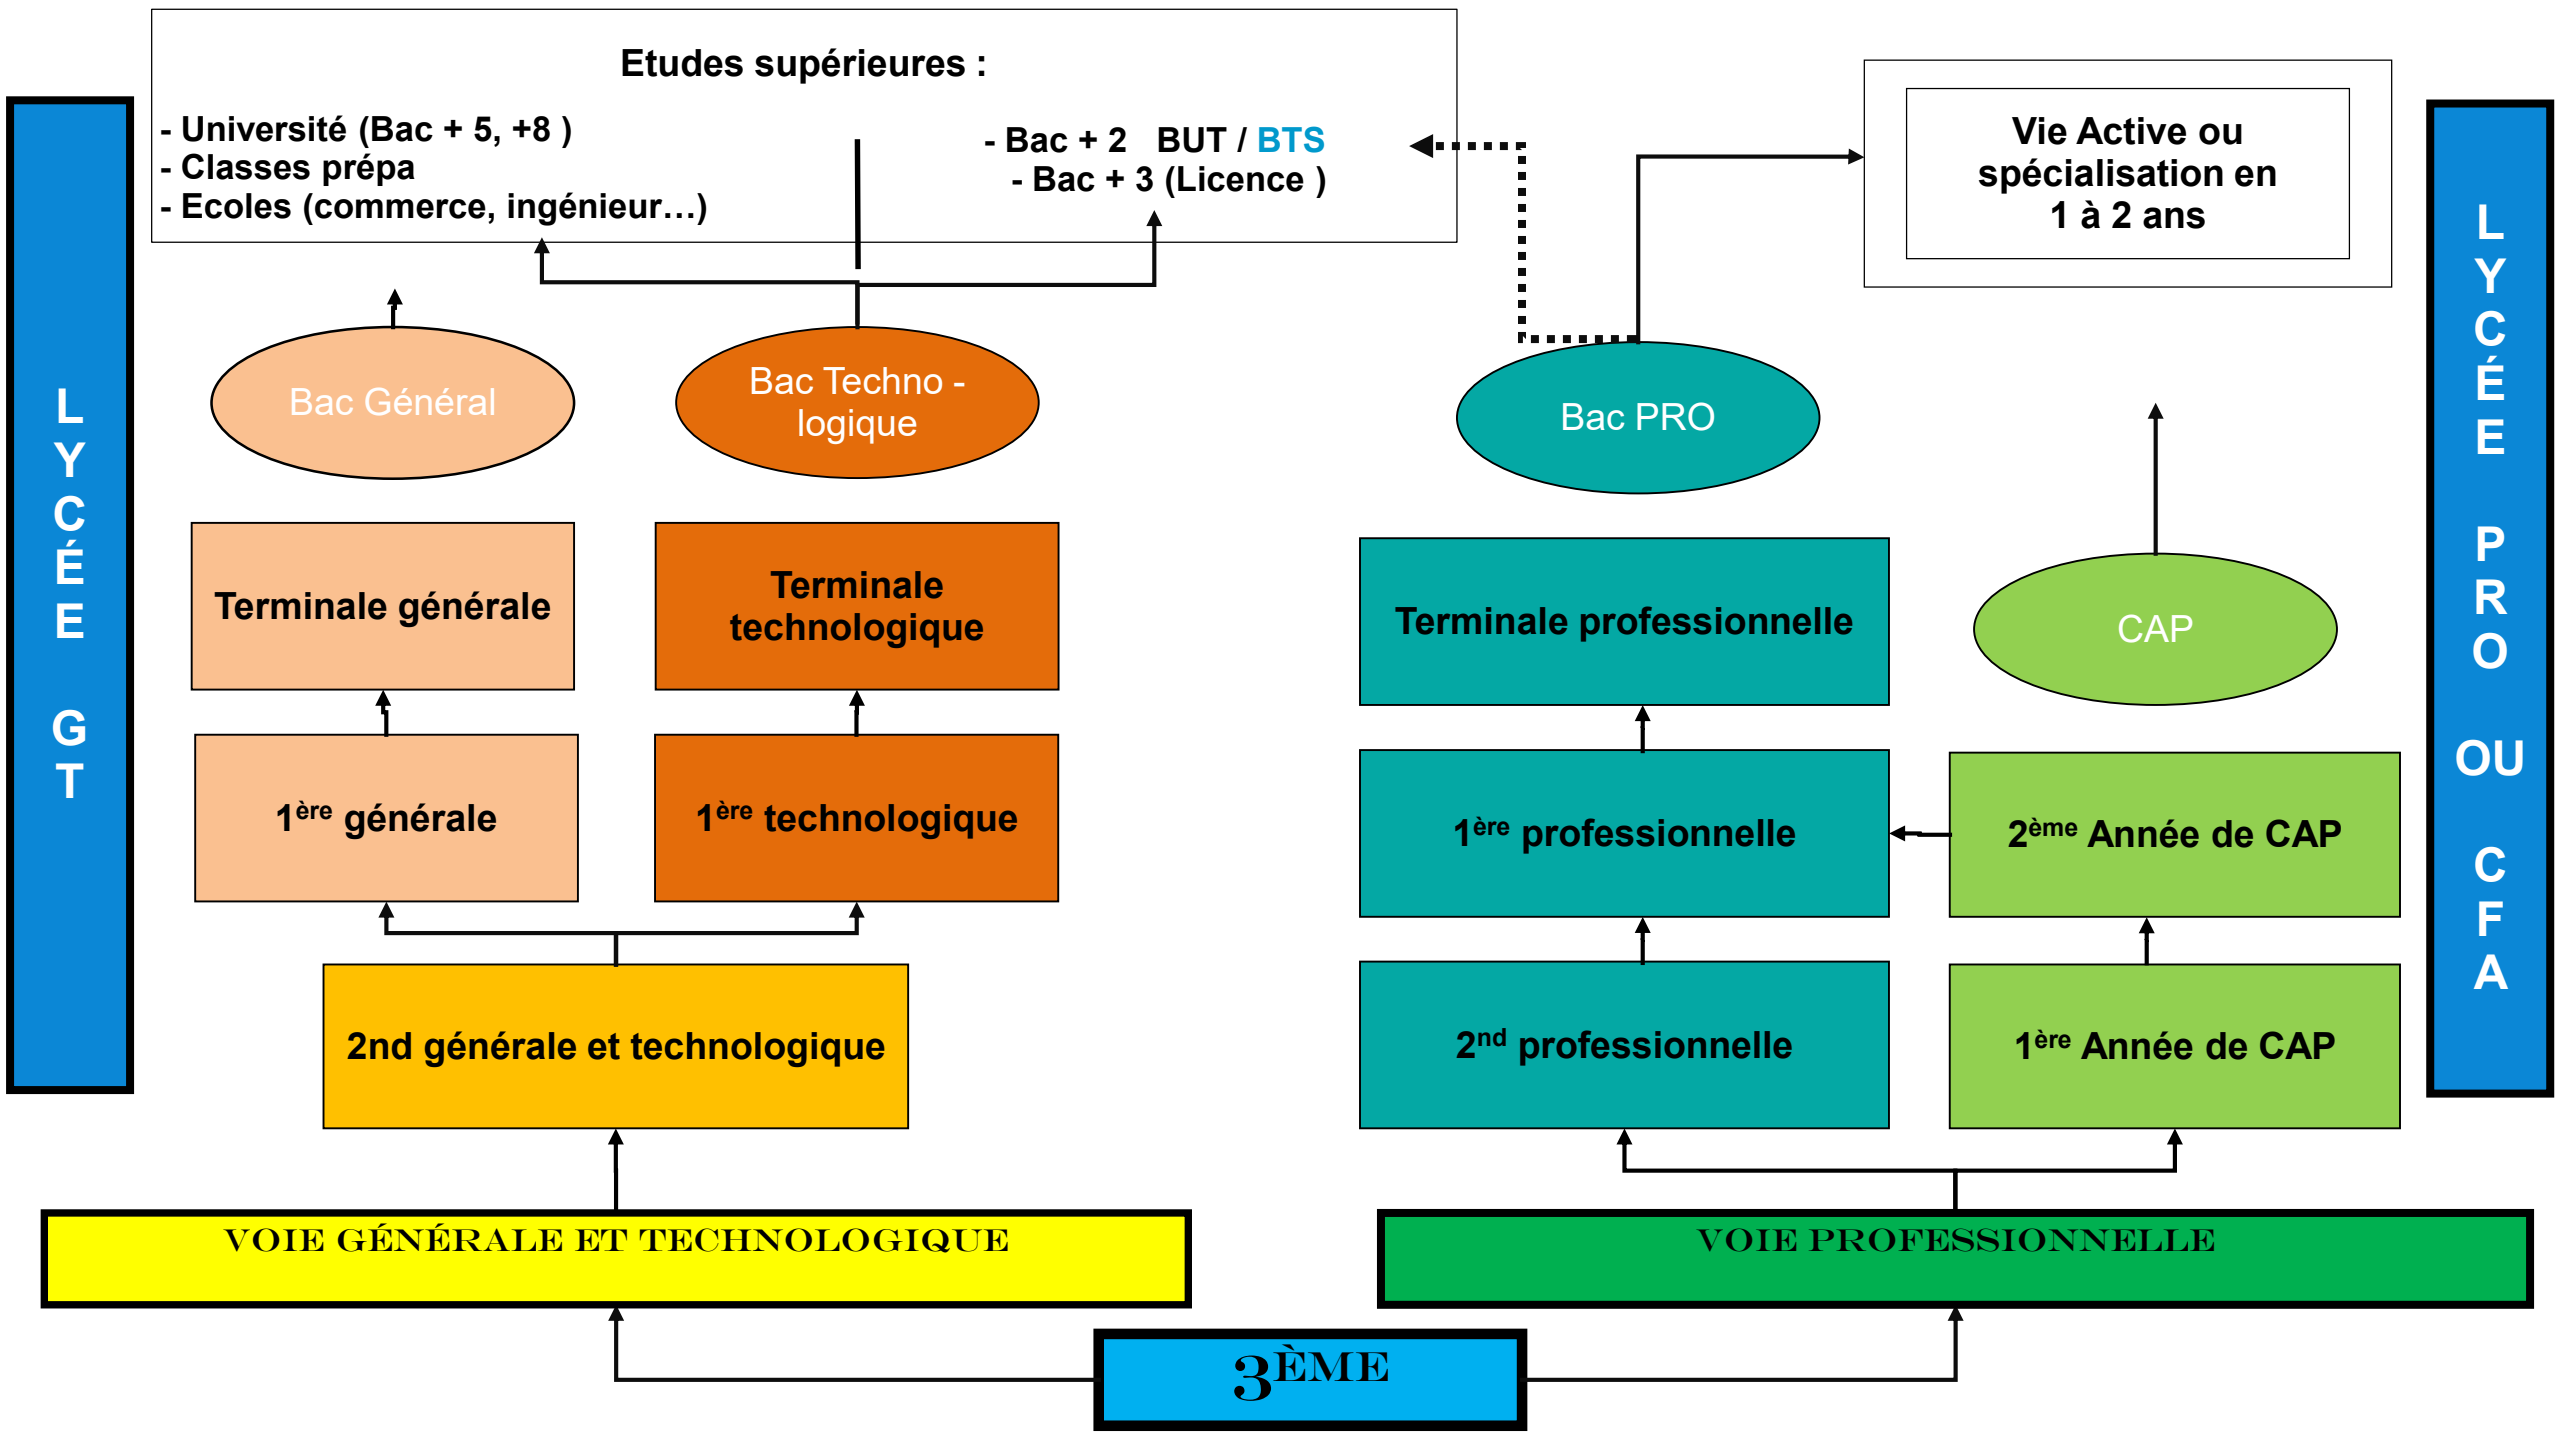 Etudes supérieures :
- Université (Bac + 5, +8 )
- Classes prépa
- Ecoles (commerce, ingénieur…)
- Bac + 2 BUT / BTS
- Bac + 3 (Licence )
Vie Active ou
spécialisation en
1 à 2 ans
LYCÉE GT
LYCÉE PRO OU CFA
Bac Général
Bac Techno -
logique
Bac PRO
CAP
Terminale générale
Terminale
technologique
Terminale professionnelle
1ère générale
1ère technologique
1ère professionnelle
2ème Année de CAP
2nd générale et technologique
2nd professionnelle
1ère Année de CAP
VOIE GÉNÉRALE ET TECHNOLOGIQUE
VOIE PROFESSIONNELLE
3ÈME